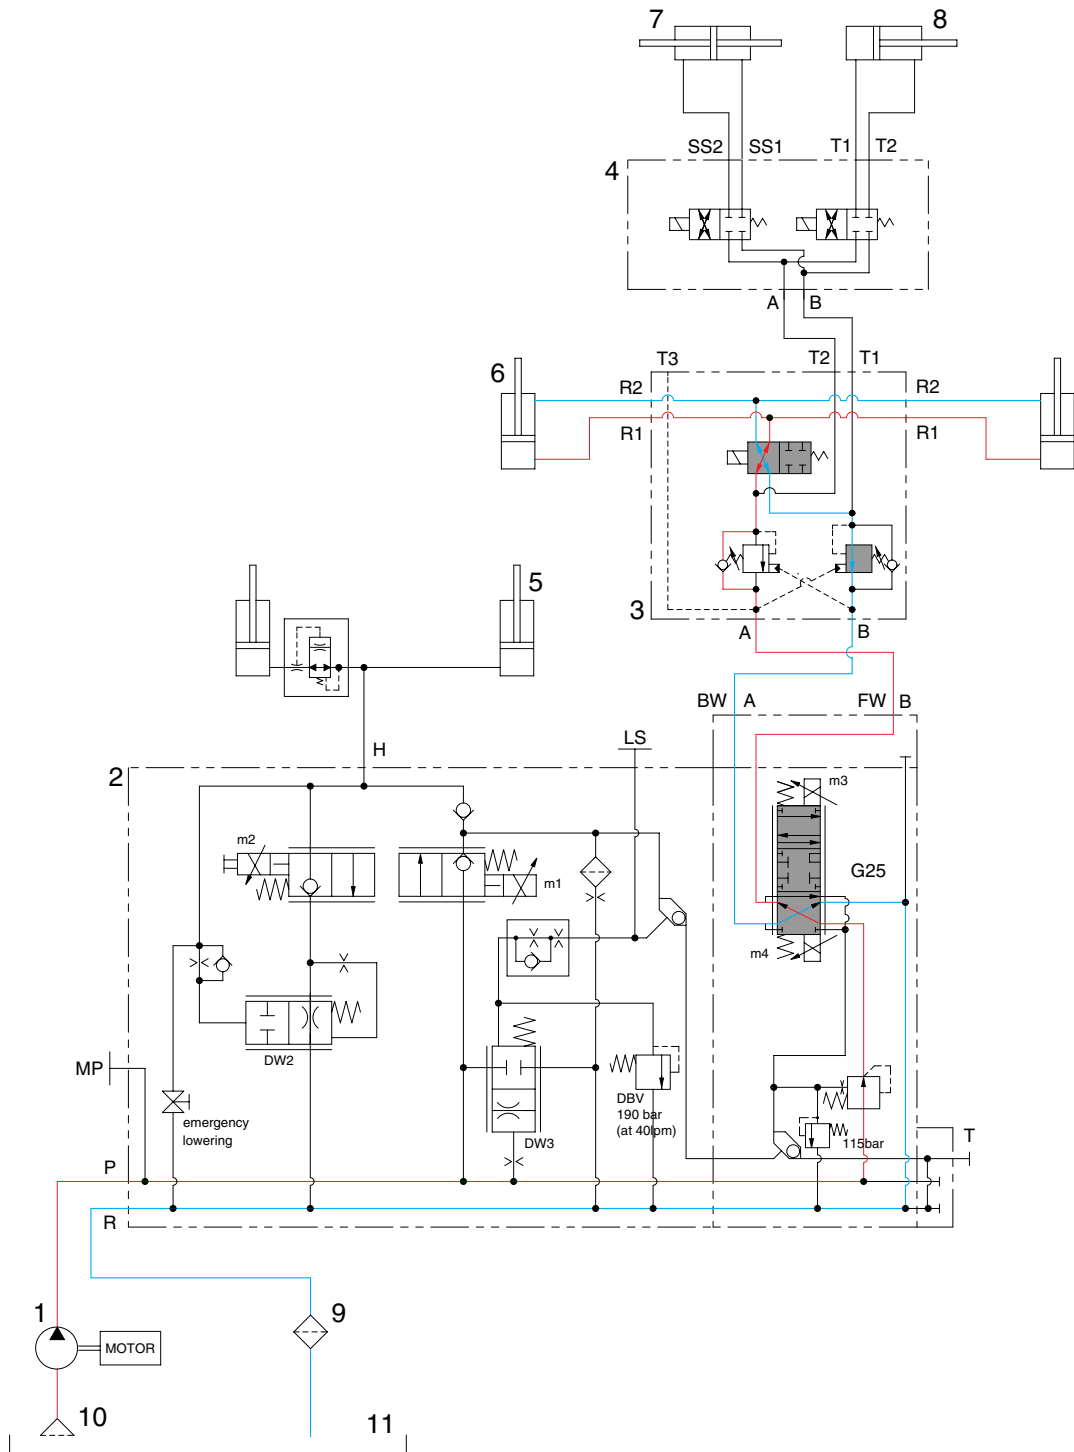 7 8
SS2 SS1 T1 T2
4
A B
T3 T2 T1
6 R2 R2
R1 R1
5
3
A B
BW A FW B
LS
H
2
m3
m2
G25
m1
m4
DW2
MP
DBV
190 bar
(at 40lpm)
emergency
lowering
DW3
115bar
T
P
R
1 9
MOTOR
10 11